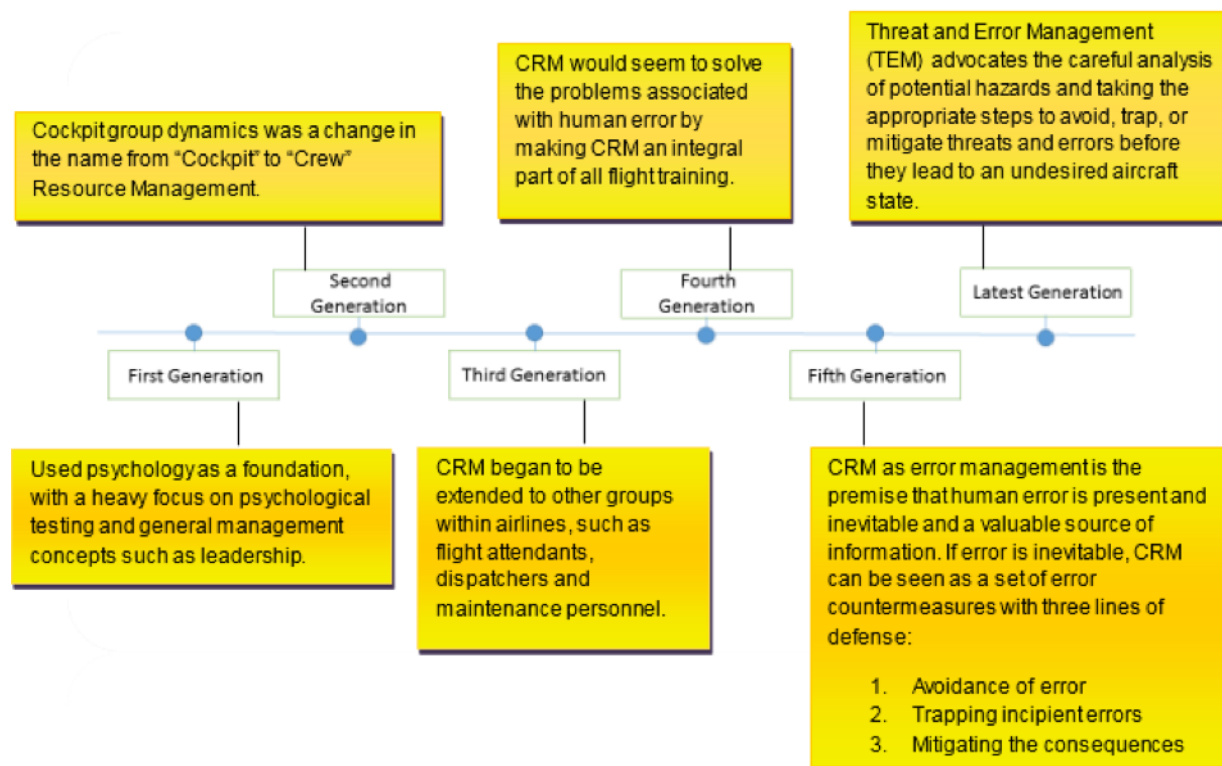 Cockpit group dynamics was a change in
the name from “Cockpit” to “Crew”
Resource Management.
CRM would seem to solve
the problems associated
with human error by
making CRM an integral
part of all flight training.
Threat and Error Management
(TEM) advocates the careful analysis
of potential hazards and taking the
appropriate steps to avoid, trap, or
mitigate threats and errors before
they lead to an undesired aircraft
state.
Second
Generation
Fourth
Generation
Latest Generation
First Generation
Third Generation
Fifth Generation
Used psychology as a foundation,
with a heavy focus on psychological
testing and general management
concepts such as leadership.
CRM began to be
extended to other groups
within airlines, such as
flight attendants,
dispatchers and
maintenance personnel.
CRM as error management is the
premise that human error is present and
inevitable and a valuable source of
information. If error is inevitable, CRM
can be seen as a set of error
countermeasures with three lines of
defense:
1. Avoidance of error
2. Trapping incipient errors
3. Mitigating the consequences